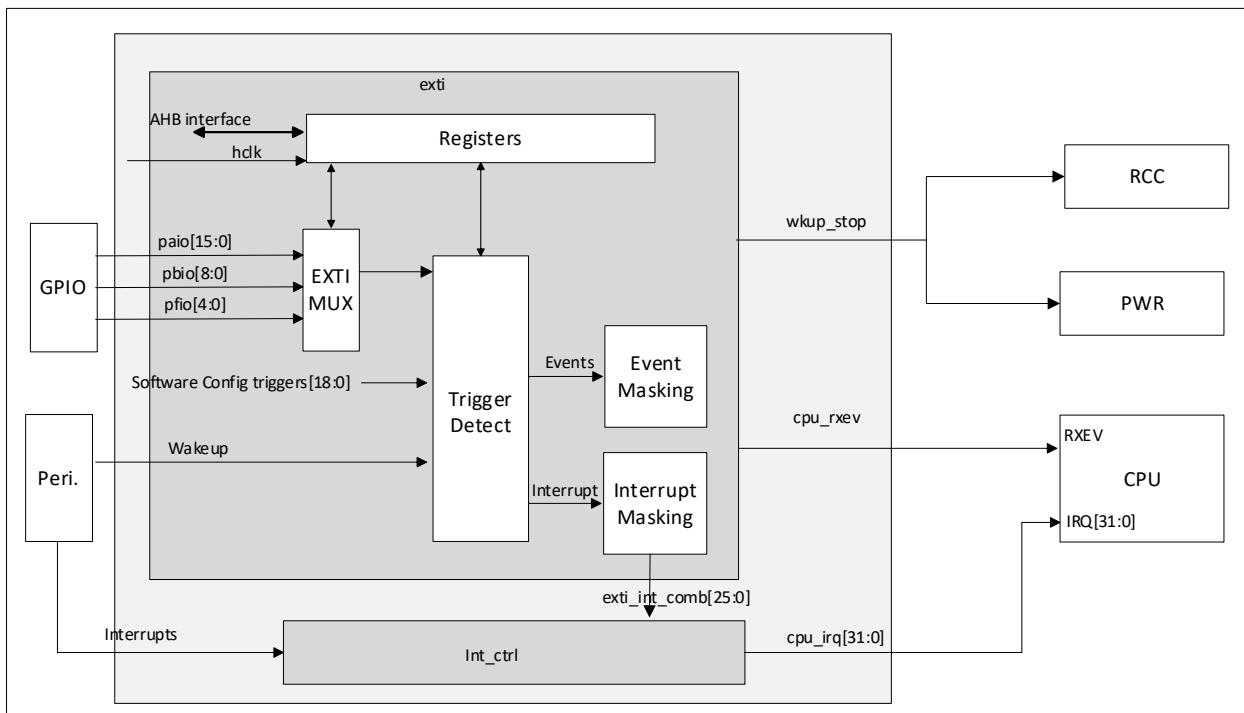 exti
AHB interface
Registers
hclk
RCC
wkup_stop
paio[15:0]
GPIO
pbio[8:0]
EXTI
MUX
pfio[4:0]
PWR
Events
Event
Masking
Software Config triggers[18:0]
Trigger
Detect
cpu_rxev
RXEV
Wakeup
Peri.
CPU
Interrupt
Interrupt
Masking
IRQ[31:0]
exti_int_comb[25:0]
Interrupts
Int_ctrl
cpu_irq[31:0]